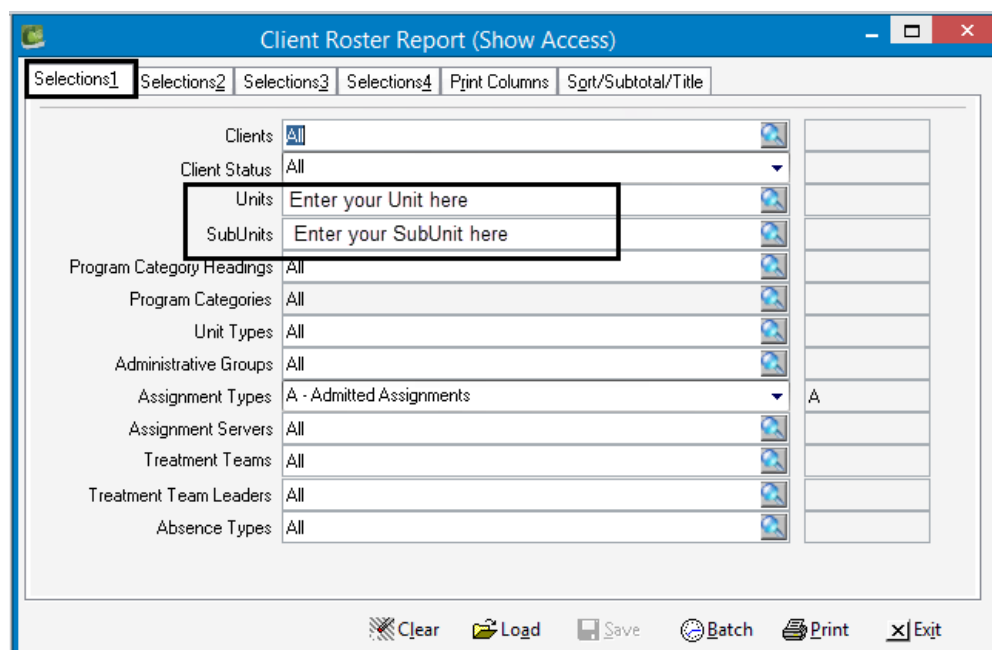 Client Roster Report (Show Access)
Selections1 Selections2 Selections3 Selections4 Print Columns Sort/Subtotal/Title
Clients All
Client Status All
Units Enter your Unit here
SubUnits Enter your SubUnit here
Program Category Headings All
Program Categories All
Unit Types All
Administrative Groups All
Assignment Types A - Admitted Assignments A
Assignment Servers All
Treatment Teams All
Treatment Team Leaders All
Absence Types All
Clear Load Save Batch Print Exit